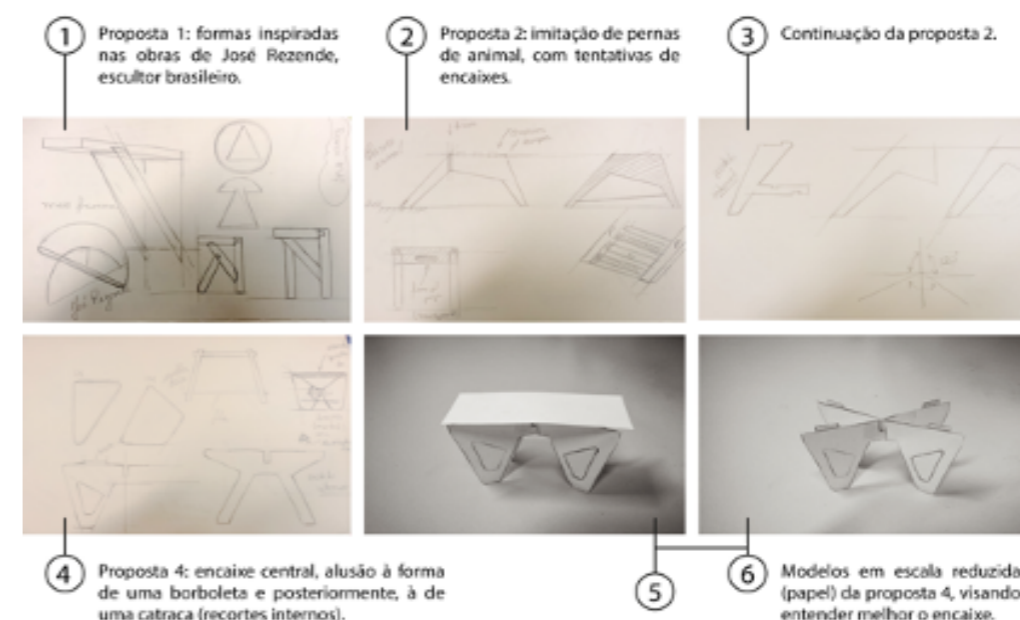 1
Proposta 1: formas inspiradas
nas obras de José Rezende,
escultor brasileiro.
2
Proposta 2: imitação de pernas
de animal, com tentativas de
encaixes.
3
Continuação da proposta 2.
4
Proposta 4: encaixe central, alusão à forma
de uma borboleta e posteriormente, à de
uma catraca (recortes internos).
5
6
Modelos em escala reduzida
(papel) da proposta 4, visando
entender melhor o encaixe.